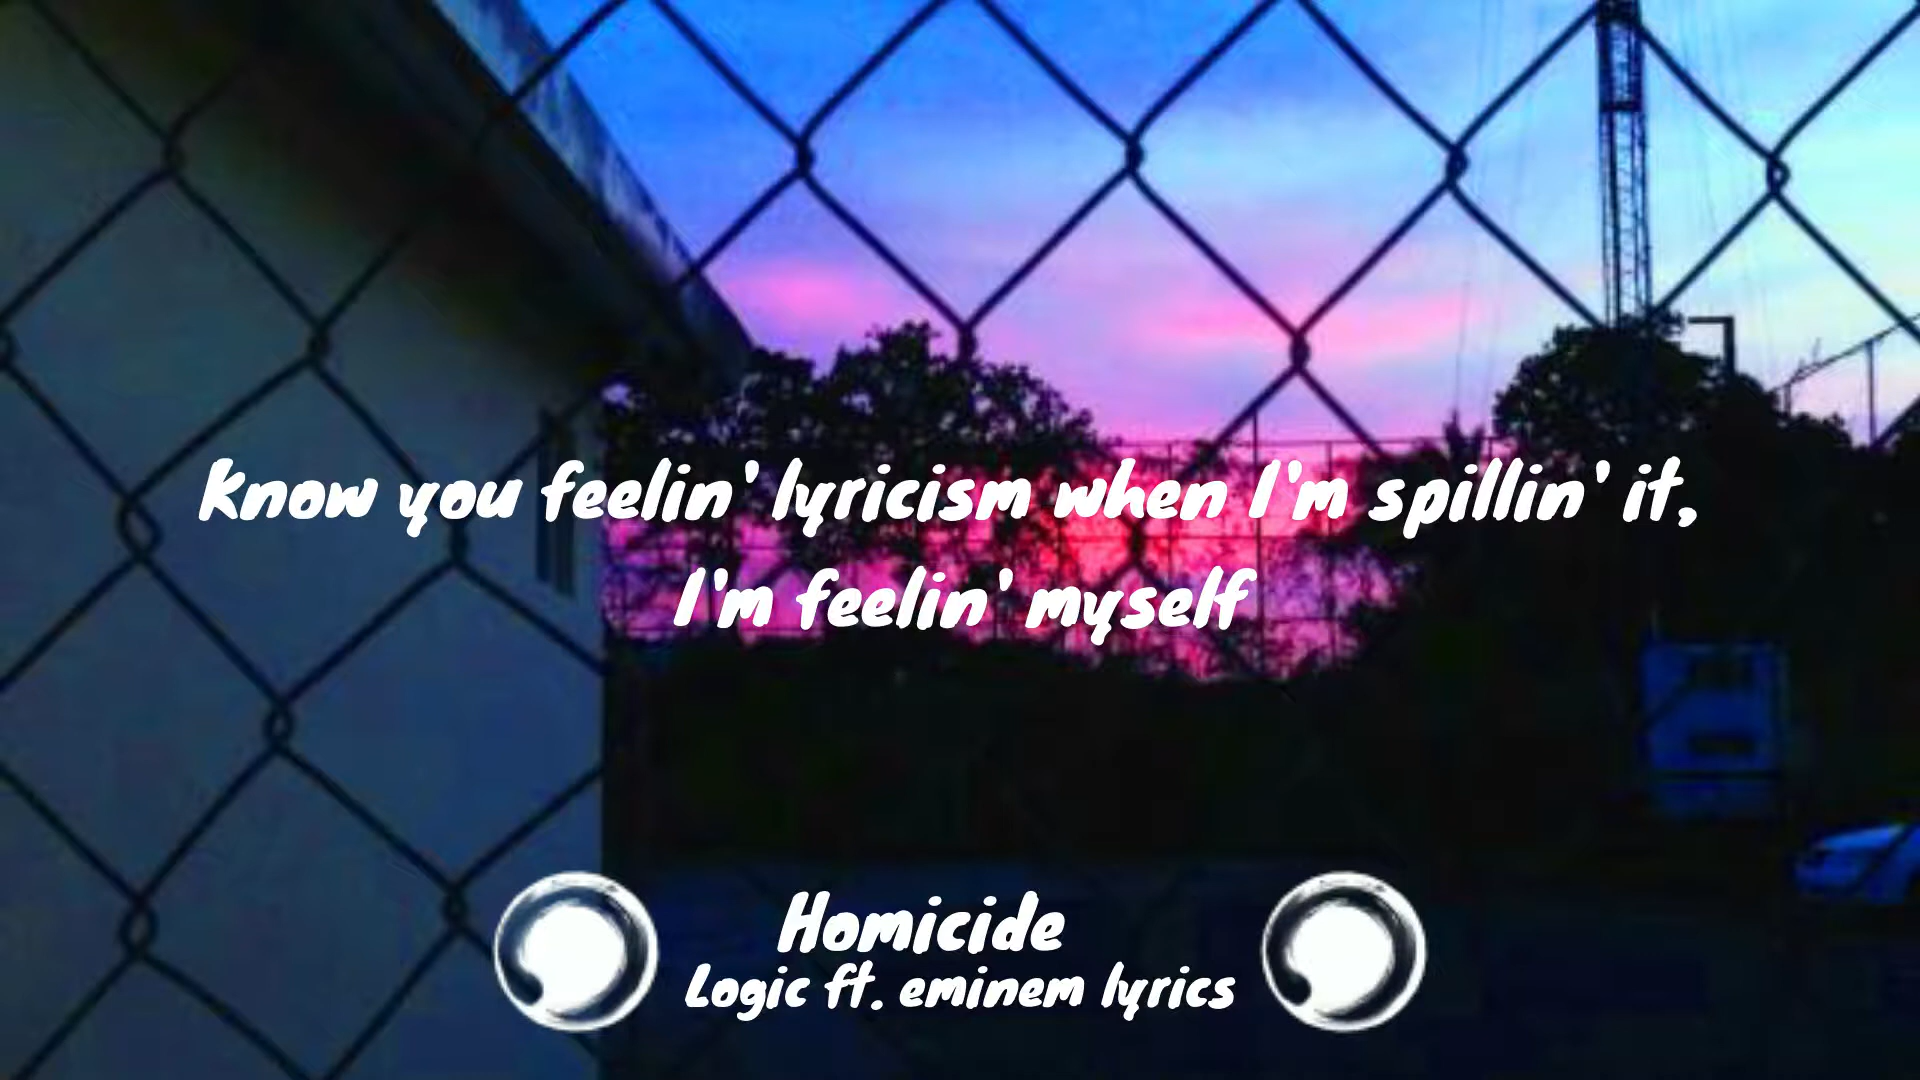 Know you feelin' lyricism when I'm spillin' it,
I'm feelin' myself
Homicide
Logic ft. eminem lyrics